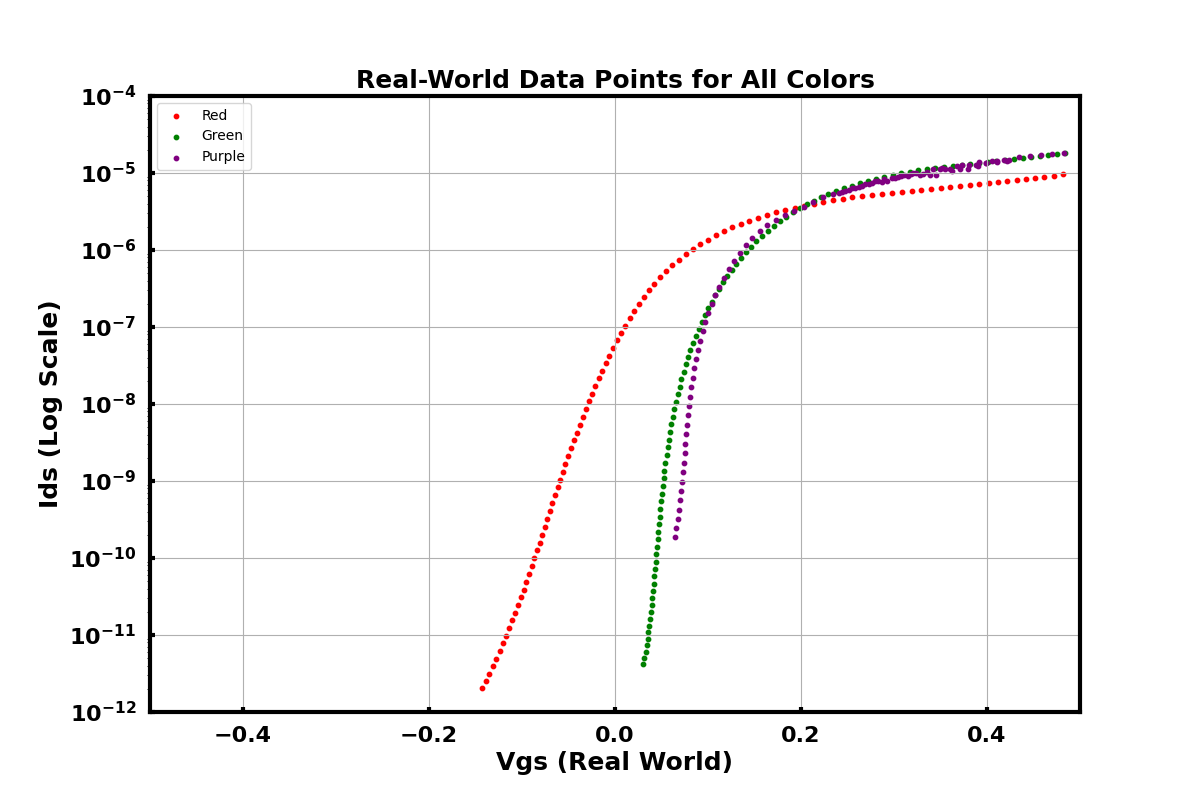 Real-World Data Points for All Colors
Red
Green
Purple
10⁻⁴
10⁻⁵
10⁻⁶
10⁻⁷
10⁻⁸
10⁻⁹
10⁻¹⁰
10⁻¹¹
10⁻¹²
Ids (Log Scale)
−0.4 −0.2 0.0 0.2 0.4
Vgs (Real World)